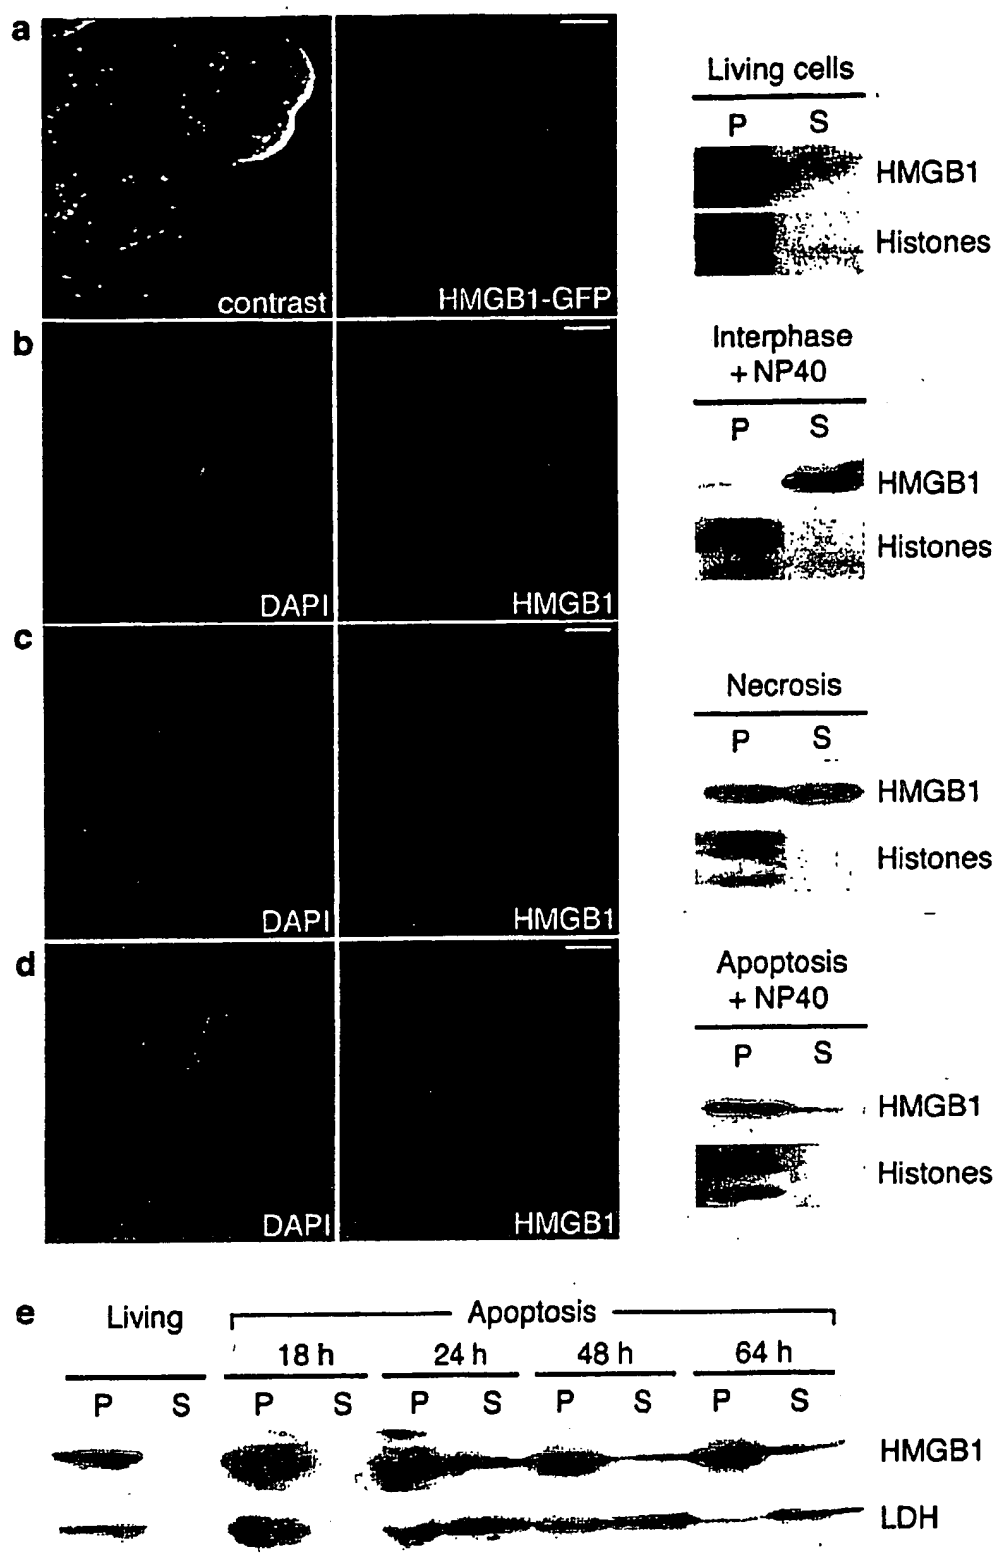 a
contrast
HMGB1-GFP
Living cells
P S
HMGB1
Histones
b
DAPI
HMGB1
Interphase
+ NP40
P S
HMGB1
Histones
c
DAPI
HMGB1
Necrosis
P S
HMGB1
Histones
d
DAPI
HMGB1
Apoptosis
+ NP40
P S
HMGB1
Histones
e
Living Apoptosis
18 h 24 h 48 h 64 h
P S P S P S P S P S
HMGB1
LDH